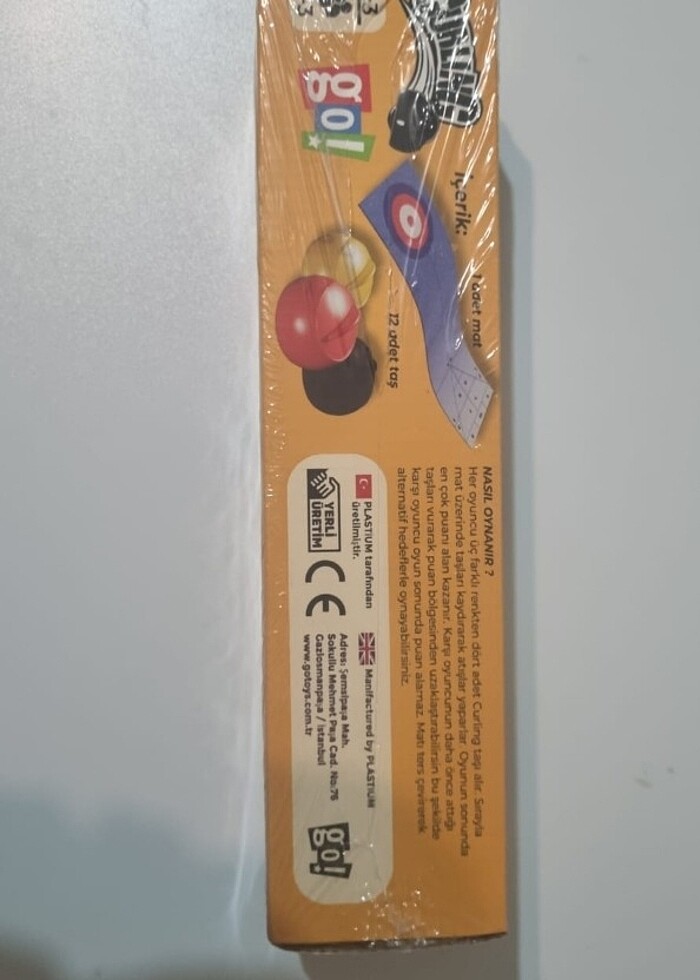 go!
içerik:
1 adet mat
12 adet taş
NASIL OYNANIR ?
Her oyuncu üç farklı renkten dört adet Curling taşı alır. Sırayla
mat üzerinde taşları kaydırarak atışlar yaparlar. Oyunun sonunda
en çok puanı alan kazanır. Karşı oyuncunun daha önce attığı
taşları vurarak puan bölgesinden uzaklaştırabilirsin bu şekilde
karşı oyuncu oyun sonunda puan alamaz. Matı ters çevirerek
alternatif hedeflerle oynayabilirsiniz.
PLASTIUM tarafından
üretilmiştir.
YERLİ
ÜRETİM
CE
Manifactured by PLASTIUM
Adres: Şemsipaşa Mah.
Sokullu Mehmet Paşa Cad. No:76
Gaziosmanpaşa / İstanbul
www.gotoys.com.tr
go!